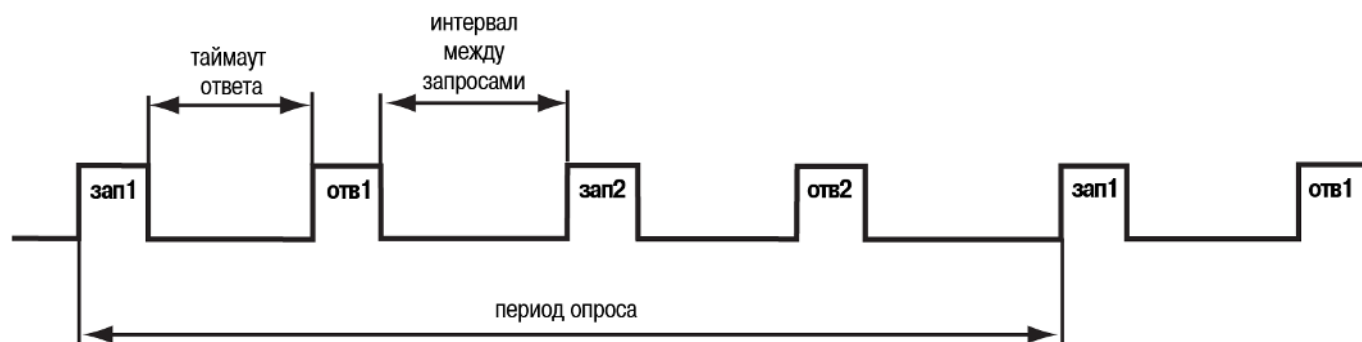 таймаут
ответа
интервал
между
запросами
зап1
отв1
зап2
отв2
зап1
отв1
период опроса